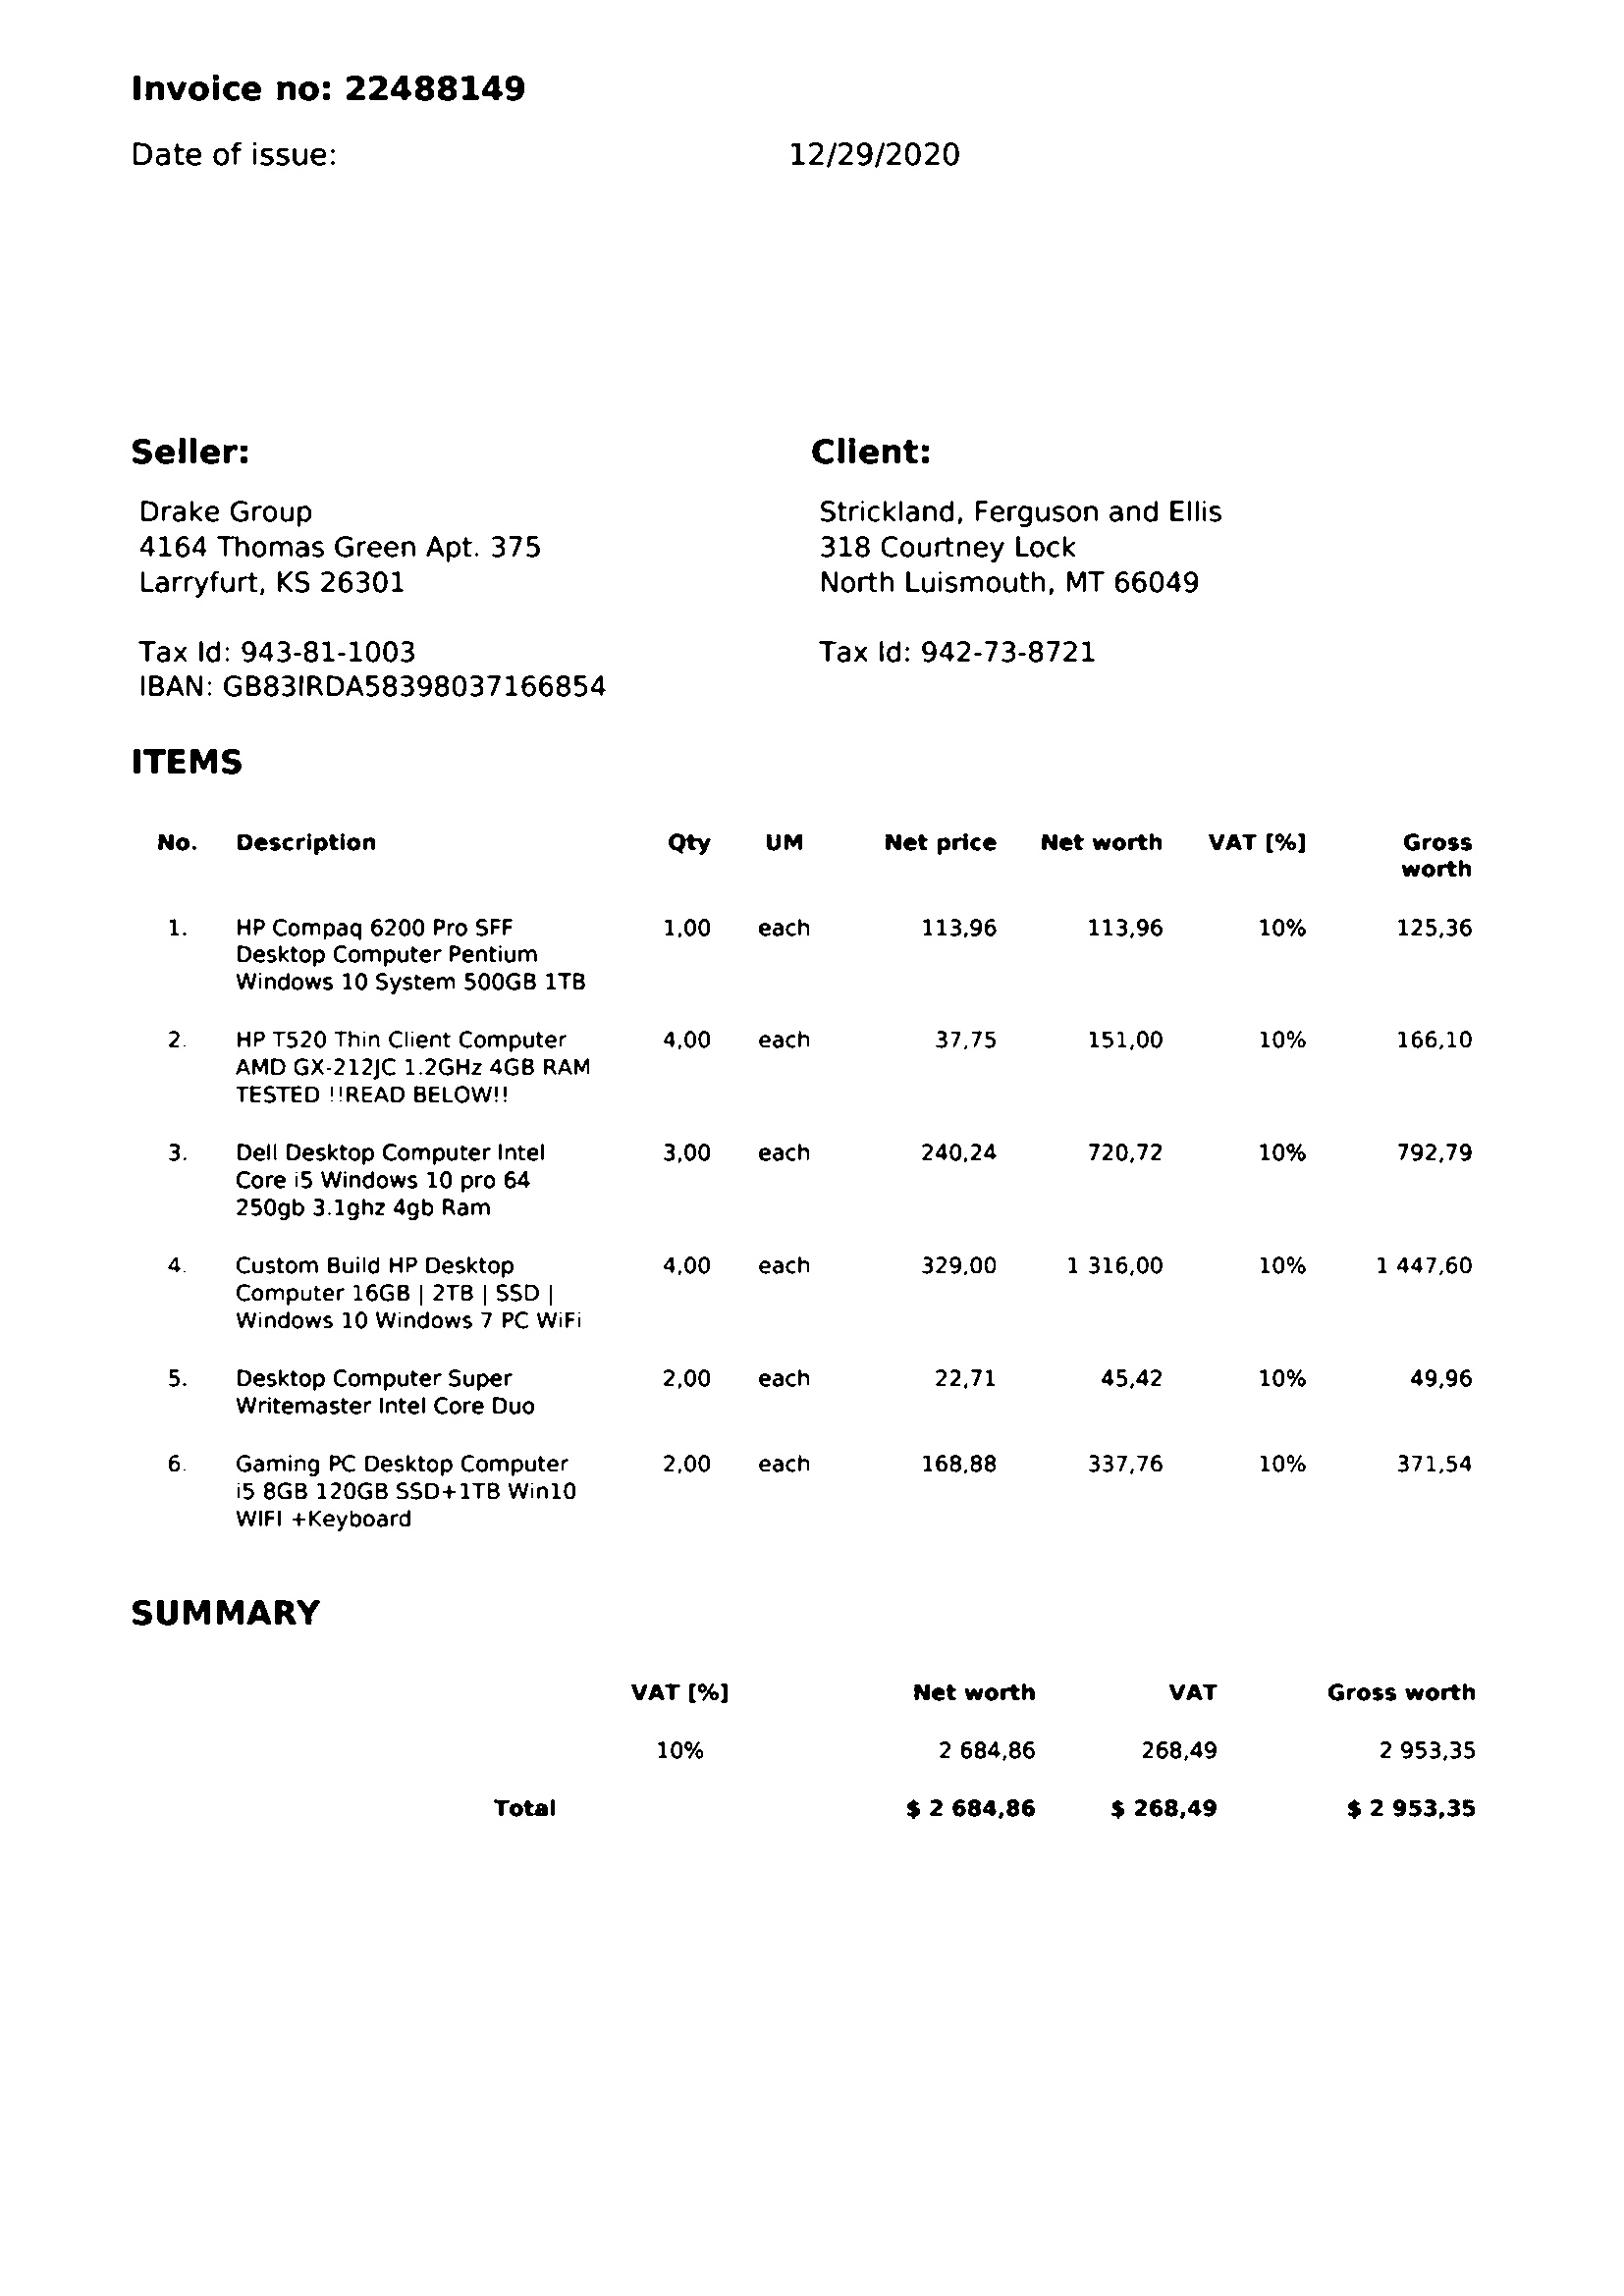 Invoice no: 22488149
Date of issue: 12/29/2020
Seller:
Drake Group
4164 Thomas Green Apt. 375
Larryfurt, KS 26301
Tax Id: 943-81-1003
IBAN: GB83IRDA58398037166854
Client:
Strickland, Ferguson and Ellis
318 Courtney Lock
North Luismouth, MT 66049
Tax Id: 942-73-8721
ITEMS
No. Description Qty UM Net price Net worth VAT [%] Gross
worth
1. HP Compaq 6200 Pro SFF 1,00 each 113,96 113,96 10% 125,36
Desktop Computer Pentium
Windows 10 System 500GB 1TB
2. HP T520 Thin Client Computer 4,00 each 37,75 151,00 10% 166,10
AMD GX-212JC 1.2GHz 4GB RAM
TESTED !!READ BELOW!!
3. Dell Desktop Computer Intel 3,00 each 240,24 720,72 10% 792,79
Core i5 Windows 10 pro 64
250gb 3.1ghz 4gb Ram
4. Custom Build HP Desktop 4,00 each 329,00 1 316,00 10% 1 447,60
Computer 16GB | 2TB | SSD |
Windows 10 Windows 7 PC WiFi
5. Desktop Computer Super 2,00 each 22,71 45,42 10% 49,96
Writemaster Intel Core Duo
6. Gaming PC Desktop Computer 2,00 each 168,88 337,76 10% 371,54
i5 8GB 120GB SSD+1TB Win10
WIFI +Keyboard
SUMMARY
VAT [%] Net worth VAT Gross worth
10% 2 684,86 268,49 2 953,35
Total $ 2 684,86 $ 268,49 $ 2 953,35